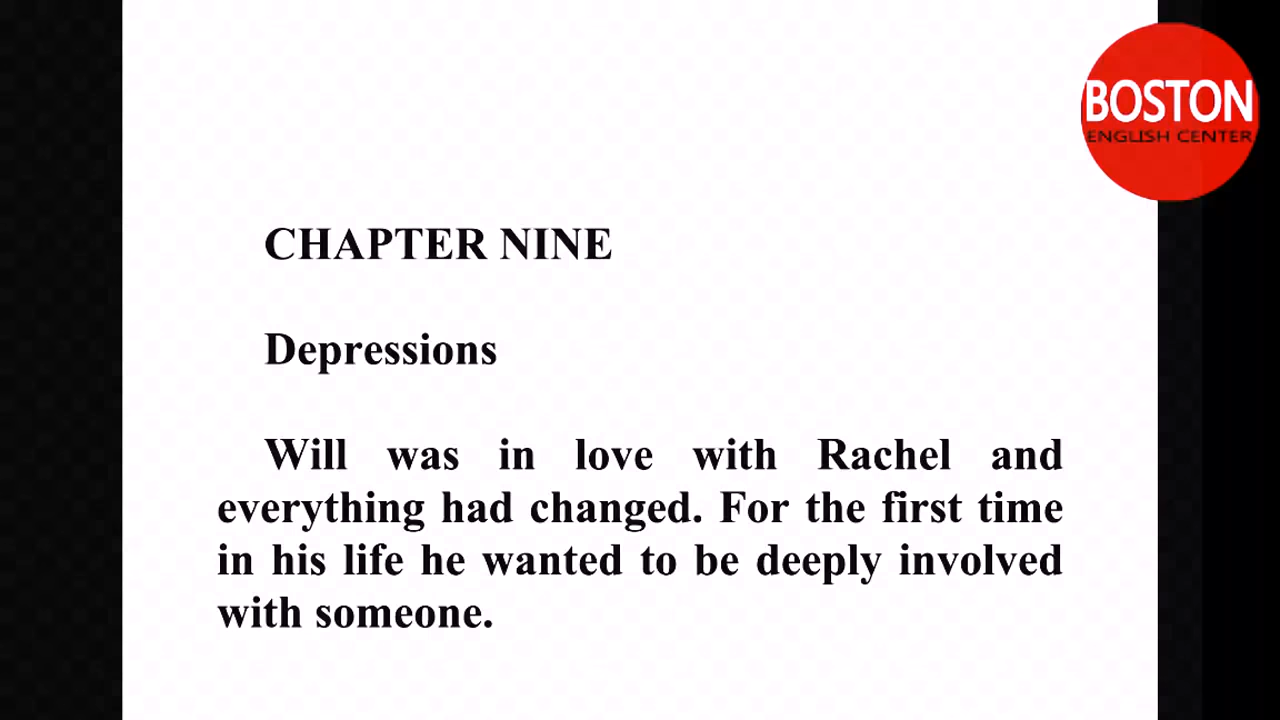 BOSTON
ENGLISH CENTER
CHAPTER NINE
Depressions
Will was in love with Rachel and
everything had changed. For the first time
in his life he wanted to be deeply involved
with someone.